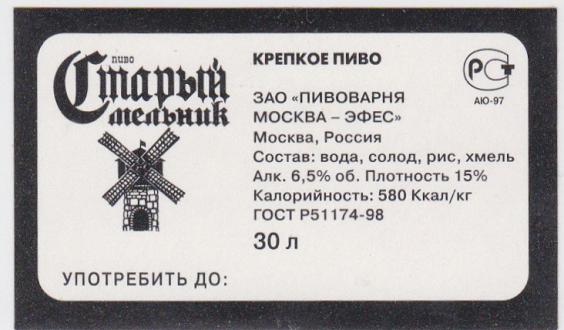 пиво
Старый
мельник
КРЕПКОЕ ПИВО
РСТ
АЮ-97
ЗАО «ПИВОВАРНЯ
МОСКВА – ЭФЕС»
Москва, Россия
Состав: вода, солод, рис, хмель
Алк. 6,5% об. Плотность 15%
Калорийность: 580 Ккал/кг
ГОСТ Р51174-98
30 л
УПОТРЕБИТЬ ДО: